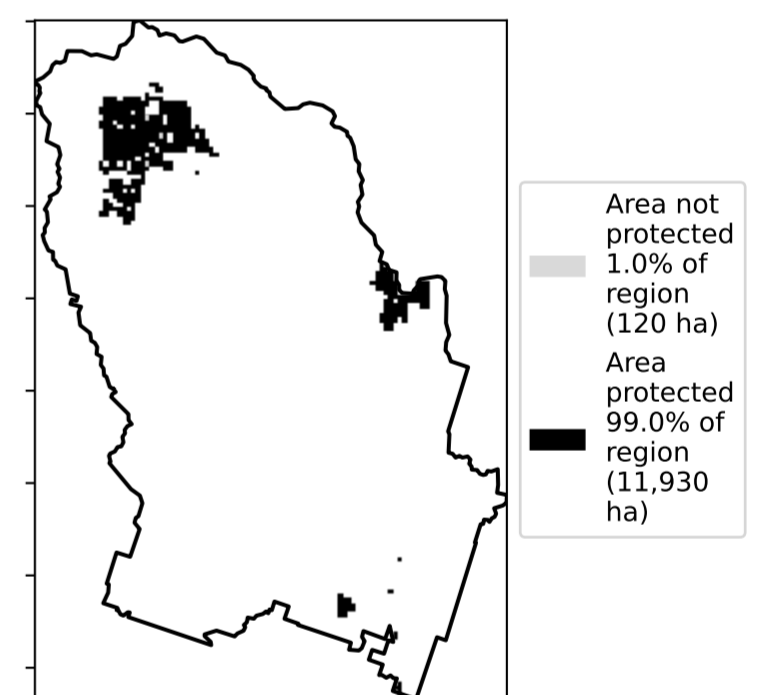 Area not
protected
1.0% of
region
(120 ha)
Area
protected
99.0% of
region
(11,930
ha)